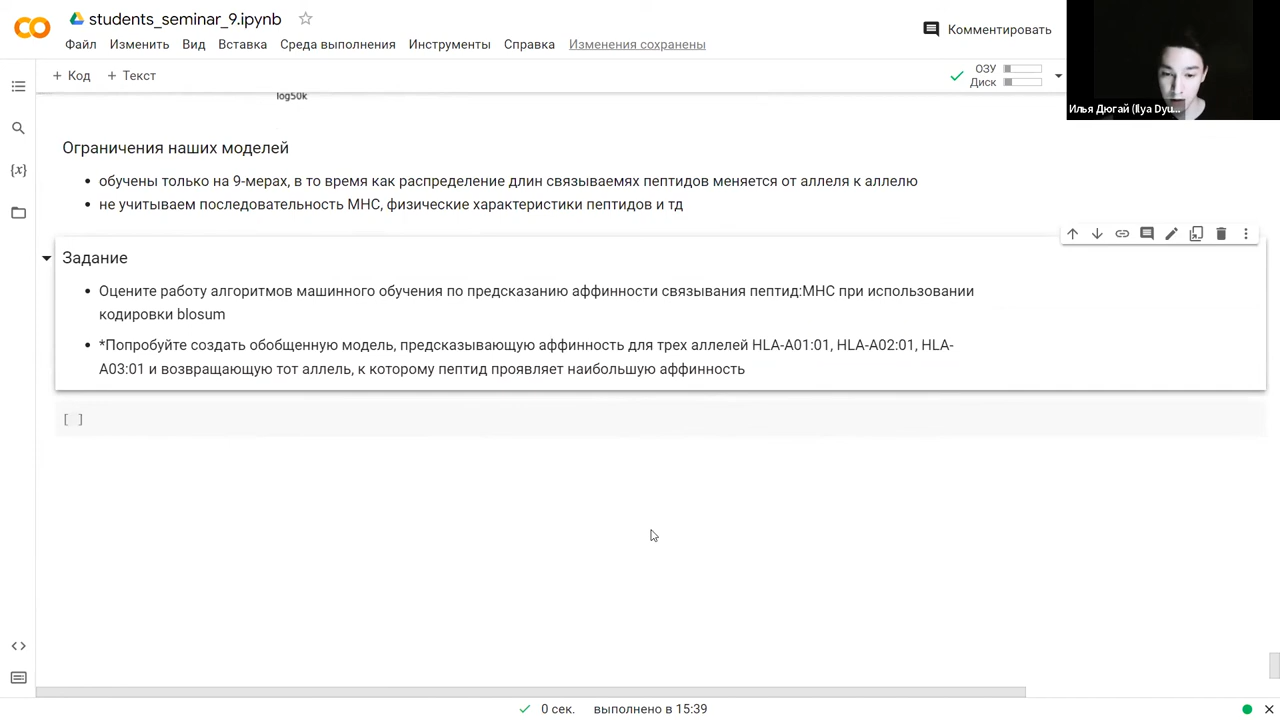 students_seminar_9.ipynb
Комментировать
Файл Изменить Вид Вставка Среда выполнения Инструменты Справка Изменения сохранены
+ Код + Текст
ОЗУ
Диск
Илья Дюгай (Ilya Dyu...
log50k
Ограничения наших моделей
обучены только на 9-мерах, в то время как распределение длин связываемях пептидов меняется от аллеля к аллелю
не учитываем последовательность MHC, физические характеристики пептидов и тд
Задание
Оцените работу алгоритмов машинного обучения по предсказанию аффинности связывания пептид:MHC при использовании
кодировки blosum
*Попробуйте создать обобщенную модель, предсказывающую аффинность для трех аллелей HLA-A01:01, HLA-A02:01, HLA-
A03:01 и возвращающую тот аллель, к которому пептид проявляет наибольшую аффинность
[ ]
0 сек. выполнено в 15:39